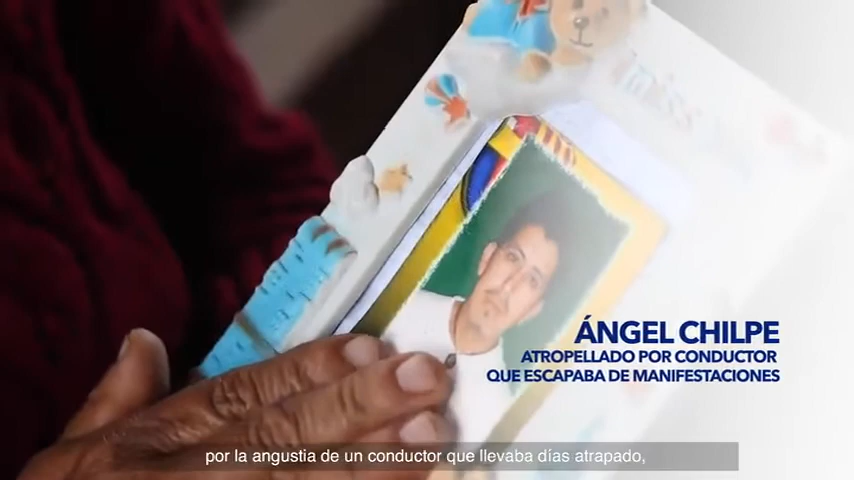 ÁNGEL CHILPE
ATROPELLADO POR CONDUCTOR
QUE ESCAPABA DE MANIFESTACIONES
por la angustia de un conductor que llevaba días atrapado,